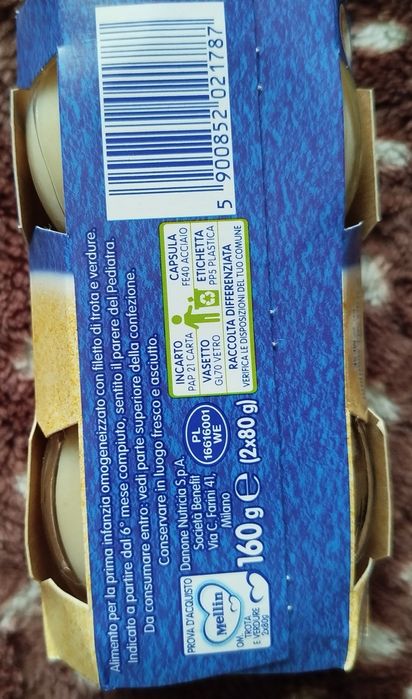 Alimento per la prima infanzia omogeneizzato con filetto di trota e verdure.
Indicato a partire dal 6° mese compiuto, sentito il parere del Pediatra.
Da consumare entro: vedi parte superiore della confezione.
Conservare in luogo fresco e asciutto.
Danone Nutricia S.p.A.
Società Benefit
Via C. Farini 41,
Milano
PL
16616001
WE
160 g e (2x80 g)
PROVA D'ACQUISTO
Mellin
OM.
TROTA
E VERDURE
2x80g
INCARTO
PAP 21 CARTA
CAPSULA
FE40 ACCIAIO
VASETTO
GL70 VETRO
ETICHETTA
PP5 PLASTICA
RACCOLTA DIFFERENZIATA
VERIFICA LE DISPOSIZIONI DEL TUO COMUNE
5 900852 021787